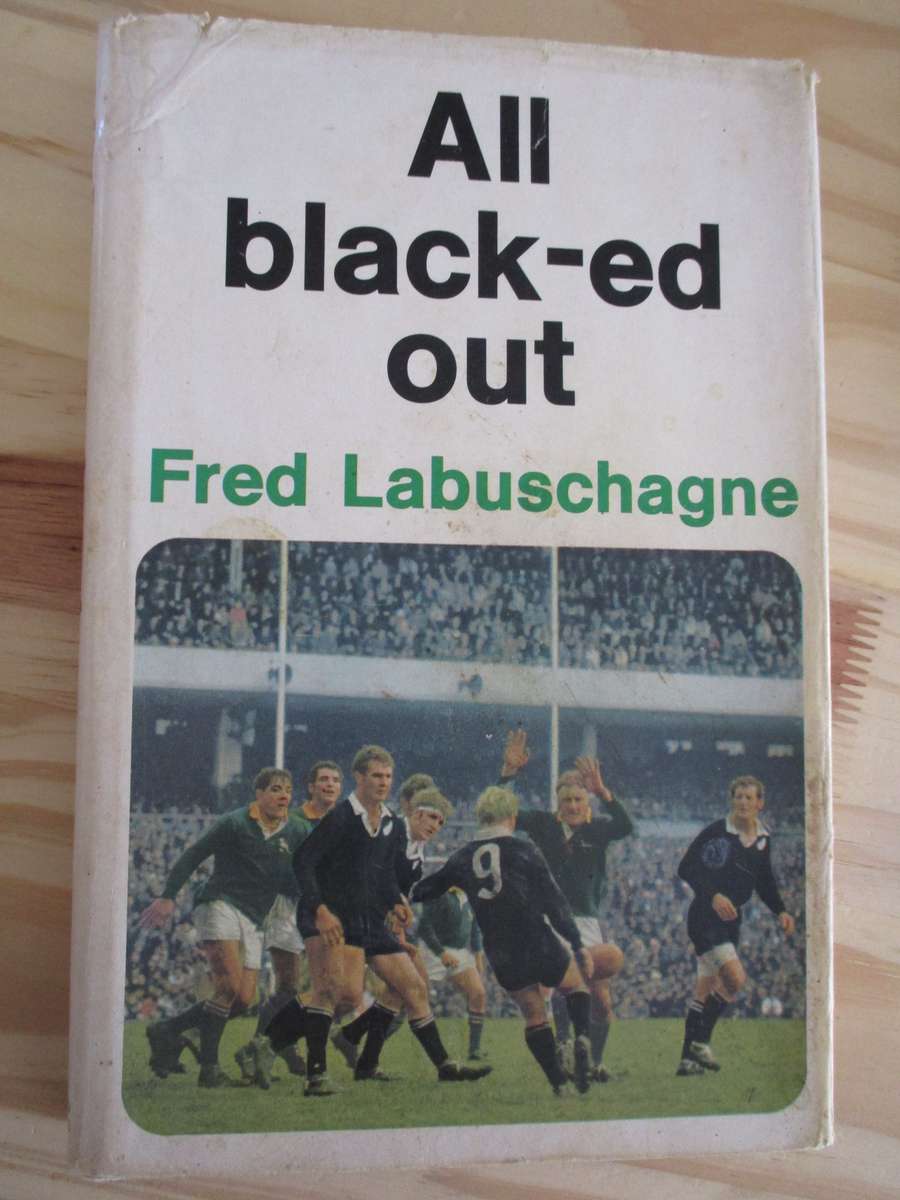 All
black-ed
out
Fred Labuschagne
9